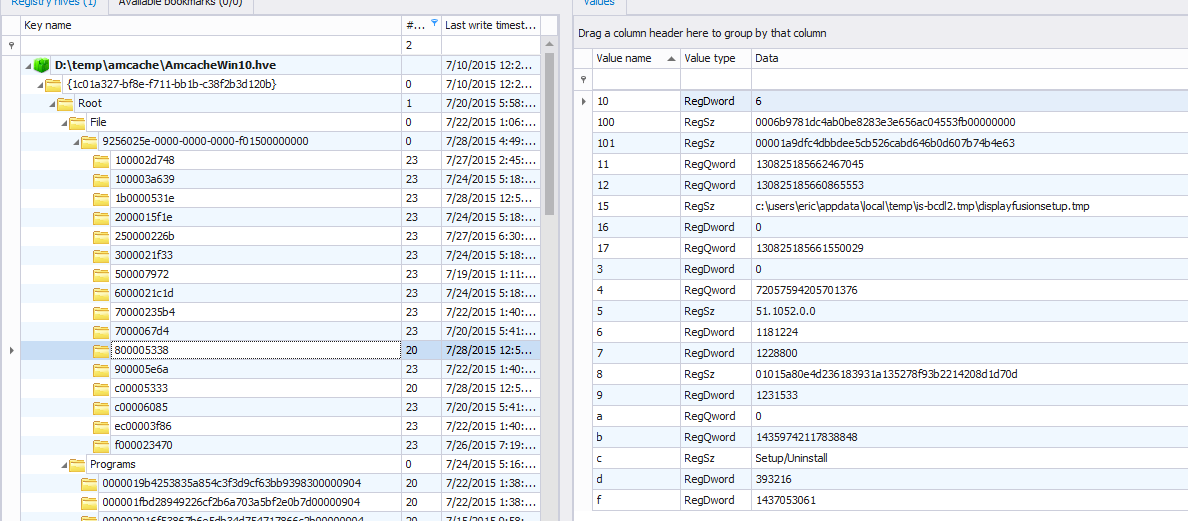 Registry hives (1) Available bookmarks (0/0)
Key name #... Last write timest...
2
D:\temp\amcache\AmcacheWin10.hve 7/10/2015 12:2...
{1c01a327-bf8e-f711-bb1b-c38f2b3d120b} 0 7/10/2015 12:2...
Root 1 7/20/2015 5:58:...
File 0 7/22/2015 1:06:...
9256025e-0000-0000-0000-f01500000000 0 7/28/2015 4:49:...
100002d748 23 7/27/2015 2:45:...
100003a639 23 7/24/2015 5:18:...
1b0000531e 23 7/28/2015 12:5...
2000015f1e 23 7/24/2015 5:18:...
250000226b 23 7/27/2015 6:30:...
3000021f33 23 7/24/2015 5:18:...
500007972 23 7/19/2015 1:11:...
6000021c1d 23 7/24/2015 5:18:...
70000235b4 23 7/22/2015 1:40:...
7000067d4 23 7/20/2015 5:41:...
800005338 20 7/28/2015 12:5...
900005e6a 23 7/22/2015 1:40:...
c00005333 20 7/28/2015 12:5...
c00006085 23 7/20/2015 5:41:...
ec00003f86 23 7/22/2015 1:40:...
f000023470 23 7/26/2015 7:19:...
Programs 0 7/24/2015 5:16:...
0000019b4253835a854c3f3d9cf63bb9398300000904 20 7/22/2015 1:38:...
000001fbd28949226cf2b6a703a5bf2e0b7d00000904 20 7/22/2015 1:38:...
Values
Drag a column header here to group by that column
Value name Value type Data
10 RegDword 6
100 RegSz 0006b9781dc4ab0be8283e3e656ac04553fb00000000
101 RegSz 00001a9dfc4dbbdee5cb526cabd646b0d607b74b4e63
11 RegQword 130825185662467045
12 RegQword 130825185660865553
15 RegSz c:\users\eric\appdata\local\temp\is-bcdl2.tmp\displayfusionsetup.tmp
16 RegDword 0
17 RegQword 130825185661550029
3 RegDword 0
4 RegQword 72057594205701376
5 RegSz 51.1052.0.0
6 RegDword 1181224
7 RegDword 1228800
8 RegSz 01015a80e4d236183931a135278f93b2214208d1d70d
9 RegDword 1231533
a RegQword 0
b RegQword 14359742117838848
c RegSz Setup/Uninstall
d RegDword 393216
f RegDword 1437053061